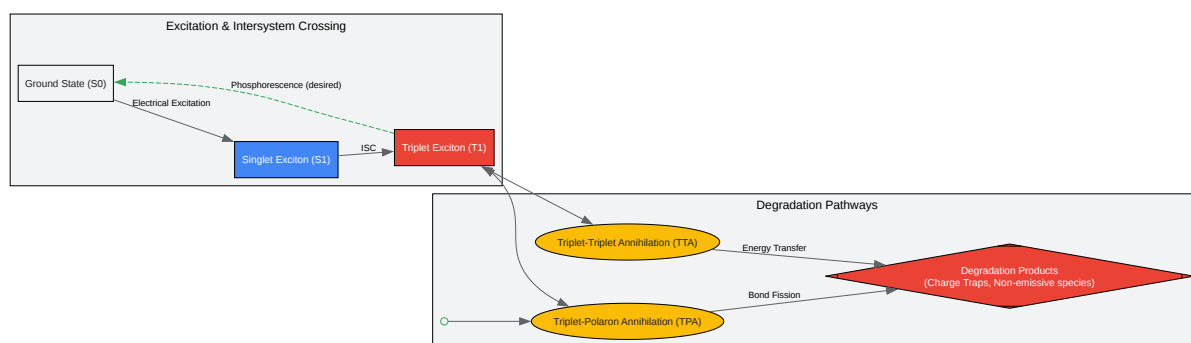 Excitation & Intersystem Crossing
Ground State (S0)
Phosphorescence (desired)
Electrical Excitation
Singlet Exciton (S1)
ISC
Triplet Exciton (T1)
Degradation Pathways
Triplet-Triplet Annihilation (TTA)
Energy Transfer
Degradation Products
(Charge Traps, Non-emissive species)
Bond Fission
Triplet-Polaron Annihilation (TPA)